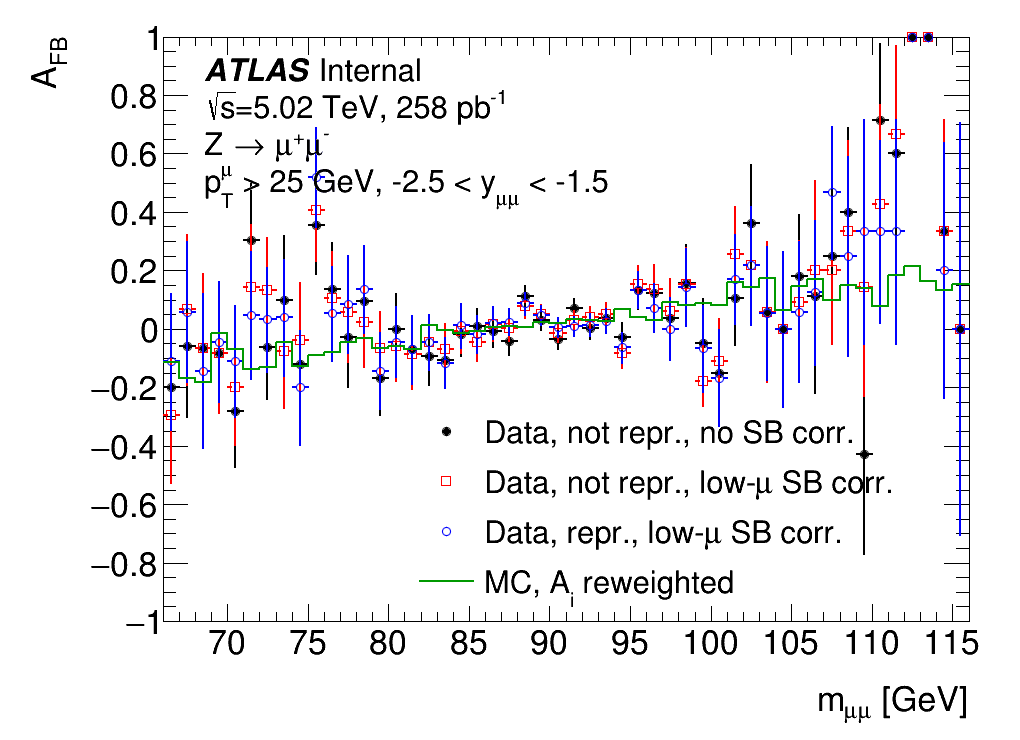 A_FB
1
0.8
0.6
0.4
0.2
0
−0.2
−0.4
−0.6
−0.8
−1
ATLAS Internal
√s=5.02 TeV, 258 pb⁻¹
Z → μ⁺μ⁻
p_T^μ > 25 GeV, -2.5 < y_μμ < -1.5
Data, not repr., no SB corr.
Data, not repr., low-μ SB corr.
Data, repr., low-μ SB corr.
MC, A_i reweighted
70 75 80 85 90 95 100 105 110 115
m_μμ [GeV]